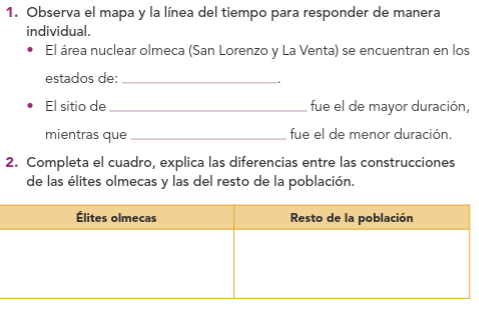 1. Observa el mapa y la línea del tiempo para responder de manera
individual.
• El área nuclear olmeca (San Lorenzo y La Venta) se encuentran en los
estados de: ____________________.
• El sitio de ____________________ fue el de mayor duración,
mientras que ____________________ fue el de menor duración.
2. Completa el cuadro, explica las diferencias entre las construcciones
de las élites olmecas y las del resto de la población.
Élites olmecas Resto de la población